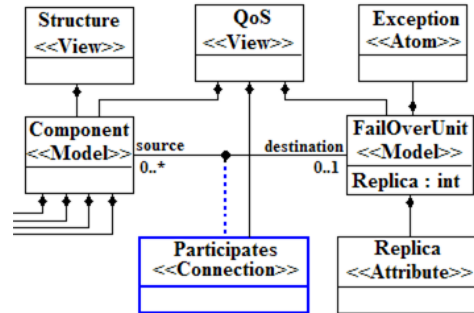 Structure
<<View>>
QoS
<<View>>
Exception
<<Atom>>
Component
<<Model>>
source
0..*
destination
0..1
FailOverUnit
<<Model>>
Replica : int
Participates
<<Connection>>
Replica
<<Attribute>>